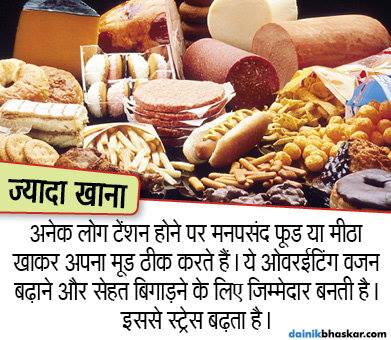 ज्यादा खाना
अनेक लोग टेंशन होने पर मनपसंद फूड या मीठा
खाकर अपना मूड ठीक करते हैं। ये ओवरईटिंग वजन
बढ़ाने और सेहत बिगाड़ने के लिए जिम्मेदार बनती है।
इससे स्ट्रेस बढ़ता है।
dainikbhaskar.com